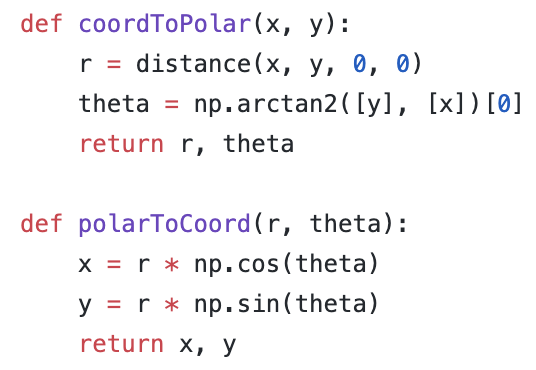 def coordToPolar(x, y):
    r = distance(x, y, 0, 0)
    theta = np.arctan2([y], [x])[0]
    return r, theta

def polarToCoord(r, theta):
    x = r * np.cos(theta)
    y = r * np.sin(theta)
    return x, y